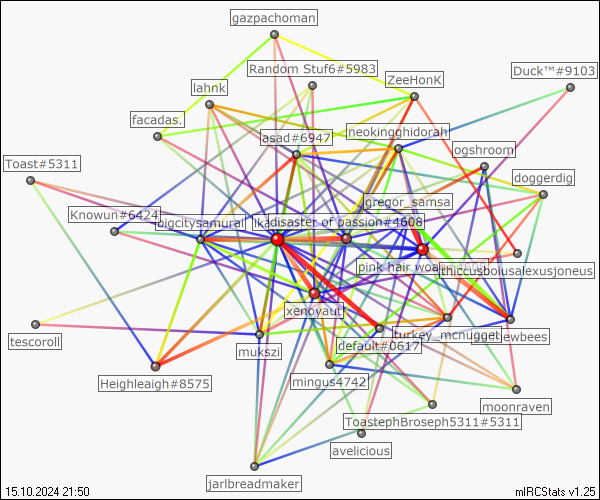 gazpachoman
Random Stuf6#5983
Duck™#9103
ZeeHonK
lahnk
facadas.
neokingghidorah
asad#6947
ogshroom
Toast#5311
doggerdig
gregor_samsa
Knowun#6424
bigcitysamurai
disaster of passion#4608
pink hair woa
thiccusboiusalexusjoneus
xenoyaut
tescoroll
turkey_mcnugget
jewbees
default#0617
mukszi
Heighleaigh#8575
mingus4742
moonraven
ToastephBroseph5311#5311
avelicious
jarlbreadmaker
15.10.2024 21:50
mIRCStats v1.25